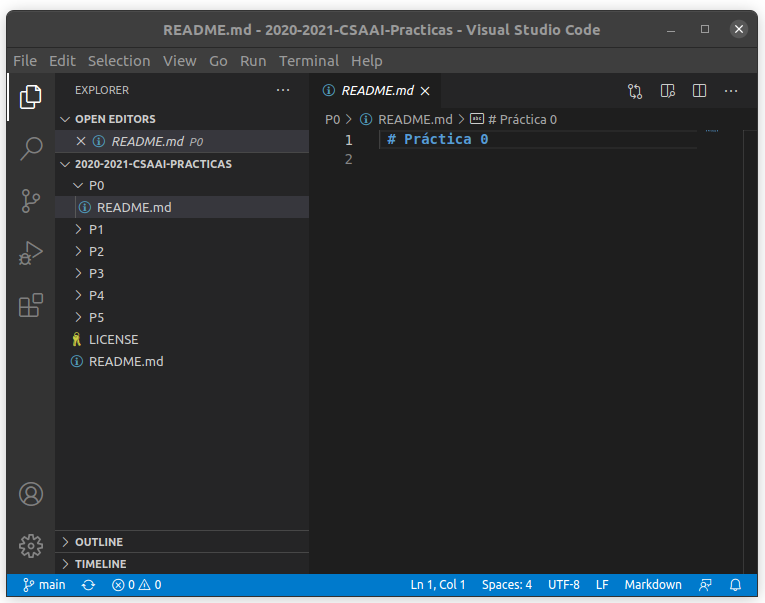 README.md - 2020-2021-CSAAI-Practicas - Visual Studio Code
File Edit Selection View Go Run Terminal Help
EXPLORER
OPEN EDITORS
README.md P0
2020-2021-CSAAI-PRACTICAS
P0
README.md
P1
P2
P3
P4
P5
LICENSE
README.md
OUTLINE
TIMELINE
README.md
P0 > README.md > abc # Práctica 0
1 # Práctica 0
2
main 0 0 Ln 1, Col 1 Spaces: 4 UTF-8 LF Markdown